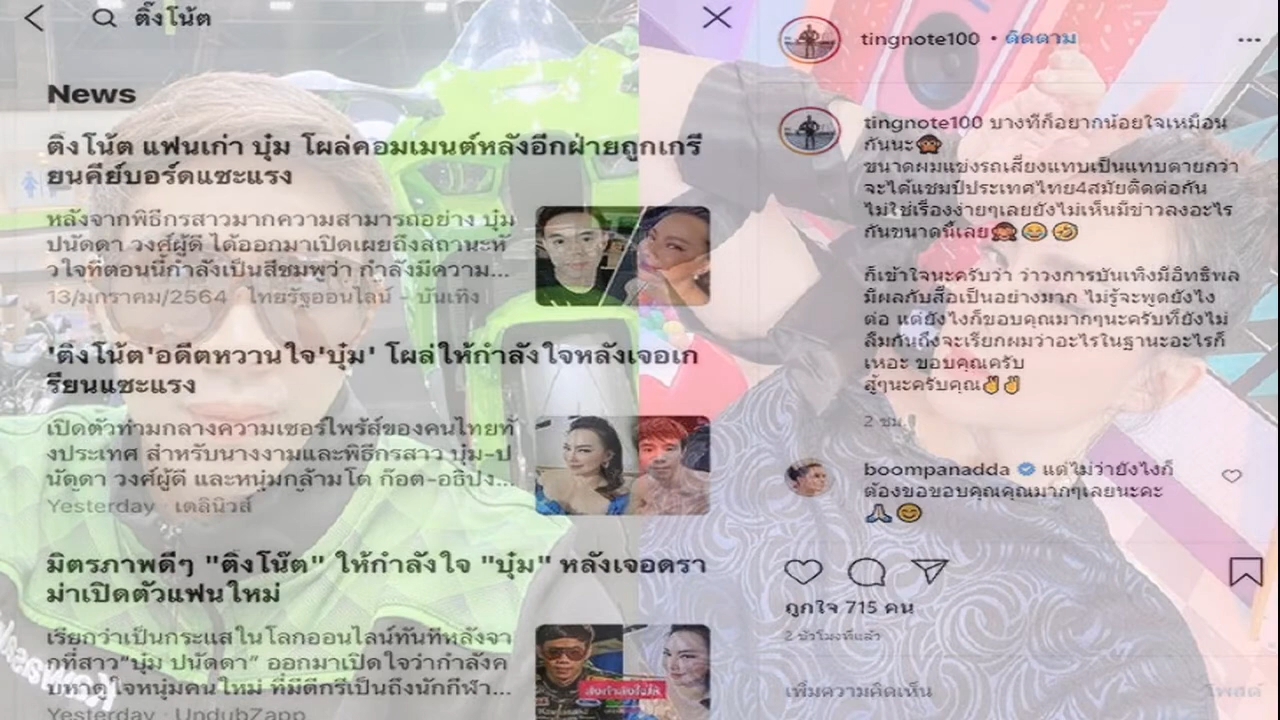 ติ๊งโน้ต
News
ติงโน้ต แฟนเก่า บุ๋ม โผล่คอมเมนต์หลังอีกฝ่ายถูกเกรี
ยนคีย์บอร์ดแซะแรง
หลังจากพิธีกรสาวมากความสามารถอย่าง บุ๋ม
ปนัดดา วงศ์ผู้ดี ได้ออกมาเปิดเผยถึงสถานะหั
วใจที่ตอนนี้กำลังเป็นสีชมพูว่า กำลังมีความ...
13/มกราคม/2564 · ไทยรัฐออนไลน์ - บันเทิง
'ติ๊งโน้ต'อดีตหวานใจ'บุ๋ม' โผล่ให้กำลังใจหลังเจอเก
รียนแซะแรง
เปิดตัวท่ามกลางความเซอร์ไพร้ส์ของคนไทยทั้
งประเทศ สำหรับนางงามและพิธีกรสาว บุ๋ม-ป
นัดดา วงศ์ผู้ดี และหนุ่มกล้ามโต ก๊อต-อธิป...
Yesterday · เดลินิวส์
มิตรภาพดีๆ "ติ่งโน๊ต" ให้กำลังใจ "บุ๋ม" หลังเจอดรา
ม่าเปิดตัวแฟนใหม่
เรียกว่าเป็นกระแสในโลกออนไลน์ทันทีหลังจา
กที่สาว“บุ๋ม ปนัดดา” ออกมาเปิดใจว่ากำลังค
บหาดูใจหนุ่มคนใหม่ ที่มีดีกรีเป็นถึงนักกีฬา...
Yesterday · UndubZapp
ส่งกำลังใจให้
tingnote100 • ติดตาม
tingnote100 บางทีก็อยากน้อยใจเหมือน
กันนะ🙊
ขนาดผมแข่งรถเสี่ยงแทบเป็นแทบตายกว่า
จะได้แชมป์ประเทศไทย4สมัยติดต่อกัน
ไม่ใช่เรื่องง่ายๆเลยยังไม่เห็นมีข่าวลงอะไร
กันขนาดนี้เลย🙊😂🤣
ก็เข้าใจนะครับว่า ว่าวงการบันเทิงมีอิทธิพล
มีผลกับสื่อเป็นอย่างมาก ไม่รู้จะพูดยังไง
ต่อ แต่ยังไงก็ขอบคุณมากๆนะครับที่ยังไม่
ลืมกันถึงจะเรียกผมว่าอะไรในฐานะอะไรก็
เหอะ ขอบคุณครับ
สู้ๆนะครับคุณ✌✌
2 ชม.
boompanadda แต่ไม่ว่ายังไงก็
ต้องขอขอบคุณคุณมากๆเลยนะคะ
🙏😊
ถูกใจ 715 คน
2 ชั่วโมงที่แล้ว
เพิ่มความคิดเห็น
โพสต์